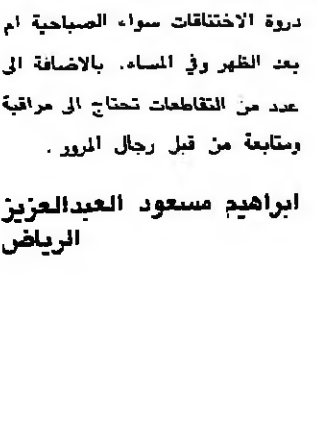 دروة الاختناقات سواء الصباحية ام
بعد الظهر وفي المساء. بالاضافة الى
عدد من التقاطعات تحتاج الى مراقبة
ومتابعة من قبل رجال المرور .
ابراهيم مسعود العبدالعزيز
الرياض